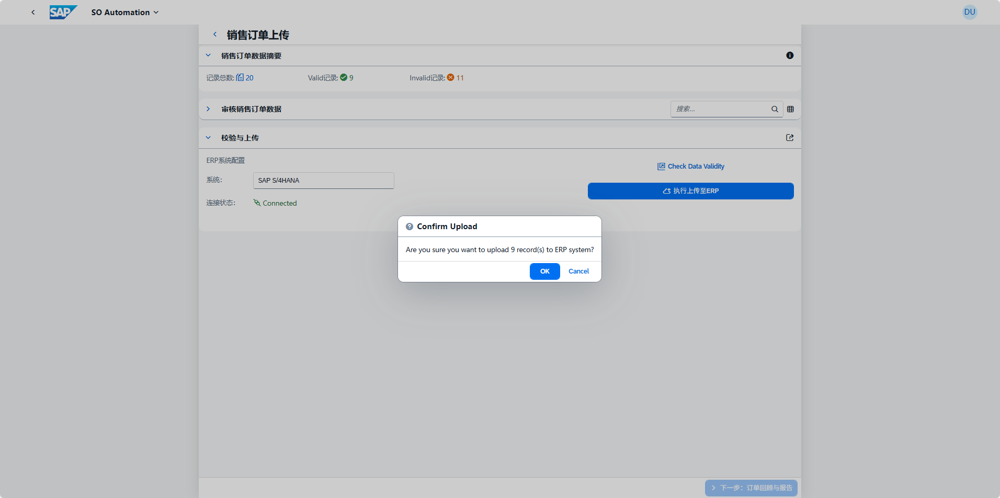 SAP
SO Automation
DU
销售订单上传
销售订单数据摘要
记录总数: 20
Valid记录: 9
Invalid记录: 11
审核销售订单数据
搜索...
校验与上传
ERP系统配置
Check Data Validity
系统:
SAP S/4HANA
执行上传至ERP
连接状态:
Connected
Confirm Upload
Are you sure you want to upload 9 record(s) to ERP system?
OK
Cancel
下一步：订单回顾与报告